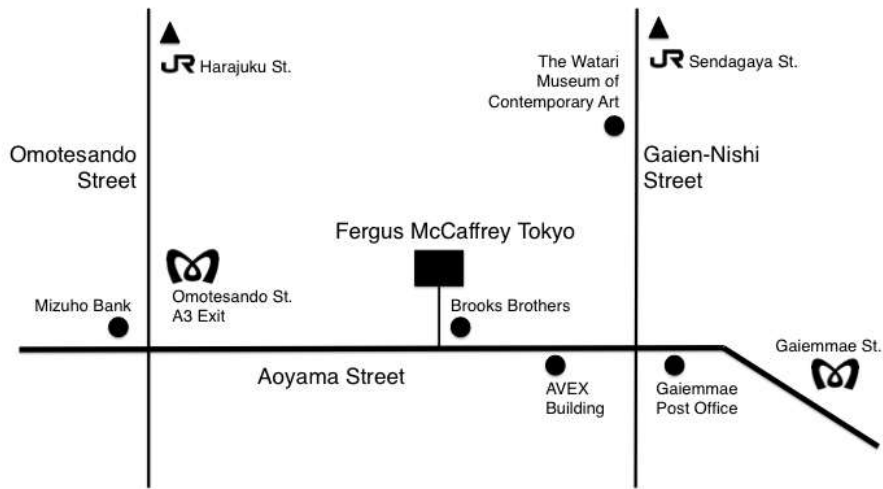 JR Harajuku St.
The Watari
Museum of
Contemporary Art
JR Sendagaya St.
Omotesando
Street
Gaien-Nishi
Street
Fergus McCaffrey Tokyo
Omotesando St.
A3 Exit
Mizuho Bank
Brooks Brothers
Aoyama Street
AVEX
Building
Gaiemmae
Post Office
Gaiemmae St.